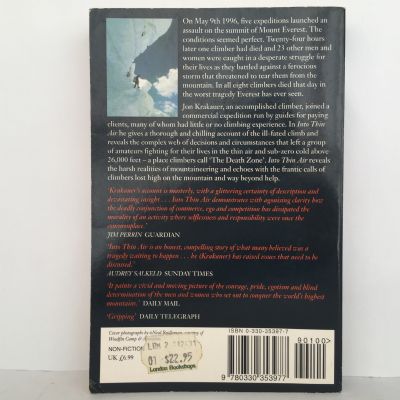 On May 9th 1996, five expeditions launched an
assault on the summit of Mount Everest. The
conditions seemed perfect. Twenty-four hours
later one climber had died and 23 other men and
women were caught in a desperate struggle for
their lives as they battled against a ferocious
storm that threatened to tear them from the
mountain. In all eight climbers died that day in
the worst tragedy Everest has ever seen.
Jon Krakauer, an accomplished climber, joined a
commercial expedition run by guides for paying
clients, many of whom had little or no climbing experience. In Into Thin
Air he gives a thorough and chilling account of the ill-fated climb and
reveals the complex web of decisions and circumstances that left a group
of amateurs fighting for their lives in the thin air and sub-zero cold above
26,000 feet – a place climbers call 'The Death Zone'. Into Thin Air reveals
the harsh realities of mountaineering and echoes with the frantic calls of
climbers lost high on the mountain and way beyond help.
'Krakauer's account is masterly, with a glittering certainty of description and
devastating insight . . . Into Thin Air demonstrates with agonising clarity how
the deadly conjunction of commerce, ego and competition has dissipated the
morality of an activity where selflessness and responsibility were once the
commonplace.'
JIM PERRIN GUARDIAN
'Into Thin Air is an honest, compelling story of what many believed was a
tragedy waiting to happen . . . he (Krakauer) has raised issues that need to be
discussed.'
AUDREY SALKELD SUNDAY TIMES
'It paints a vivid and moving picture of the courage, pride, egotism and blind
determination of the men and women who set out to conquer the world's highest
mountain.' DAILY MAIL
'Gripping' DAILY TELEGRAPH
Cover photographs by
Woodfin Camp &
NON-FICTION
UK £6.99
01 $22.95
London Bookshops
ISBN 0-330-35397-7
90100>
9 780330 353977